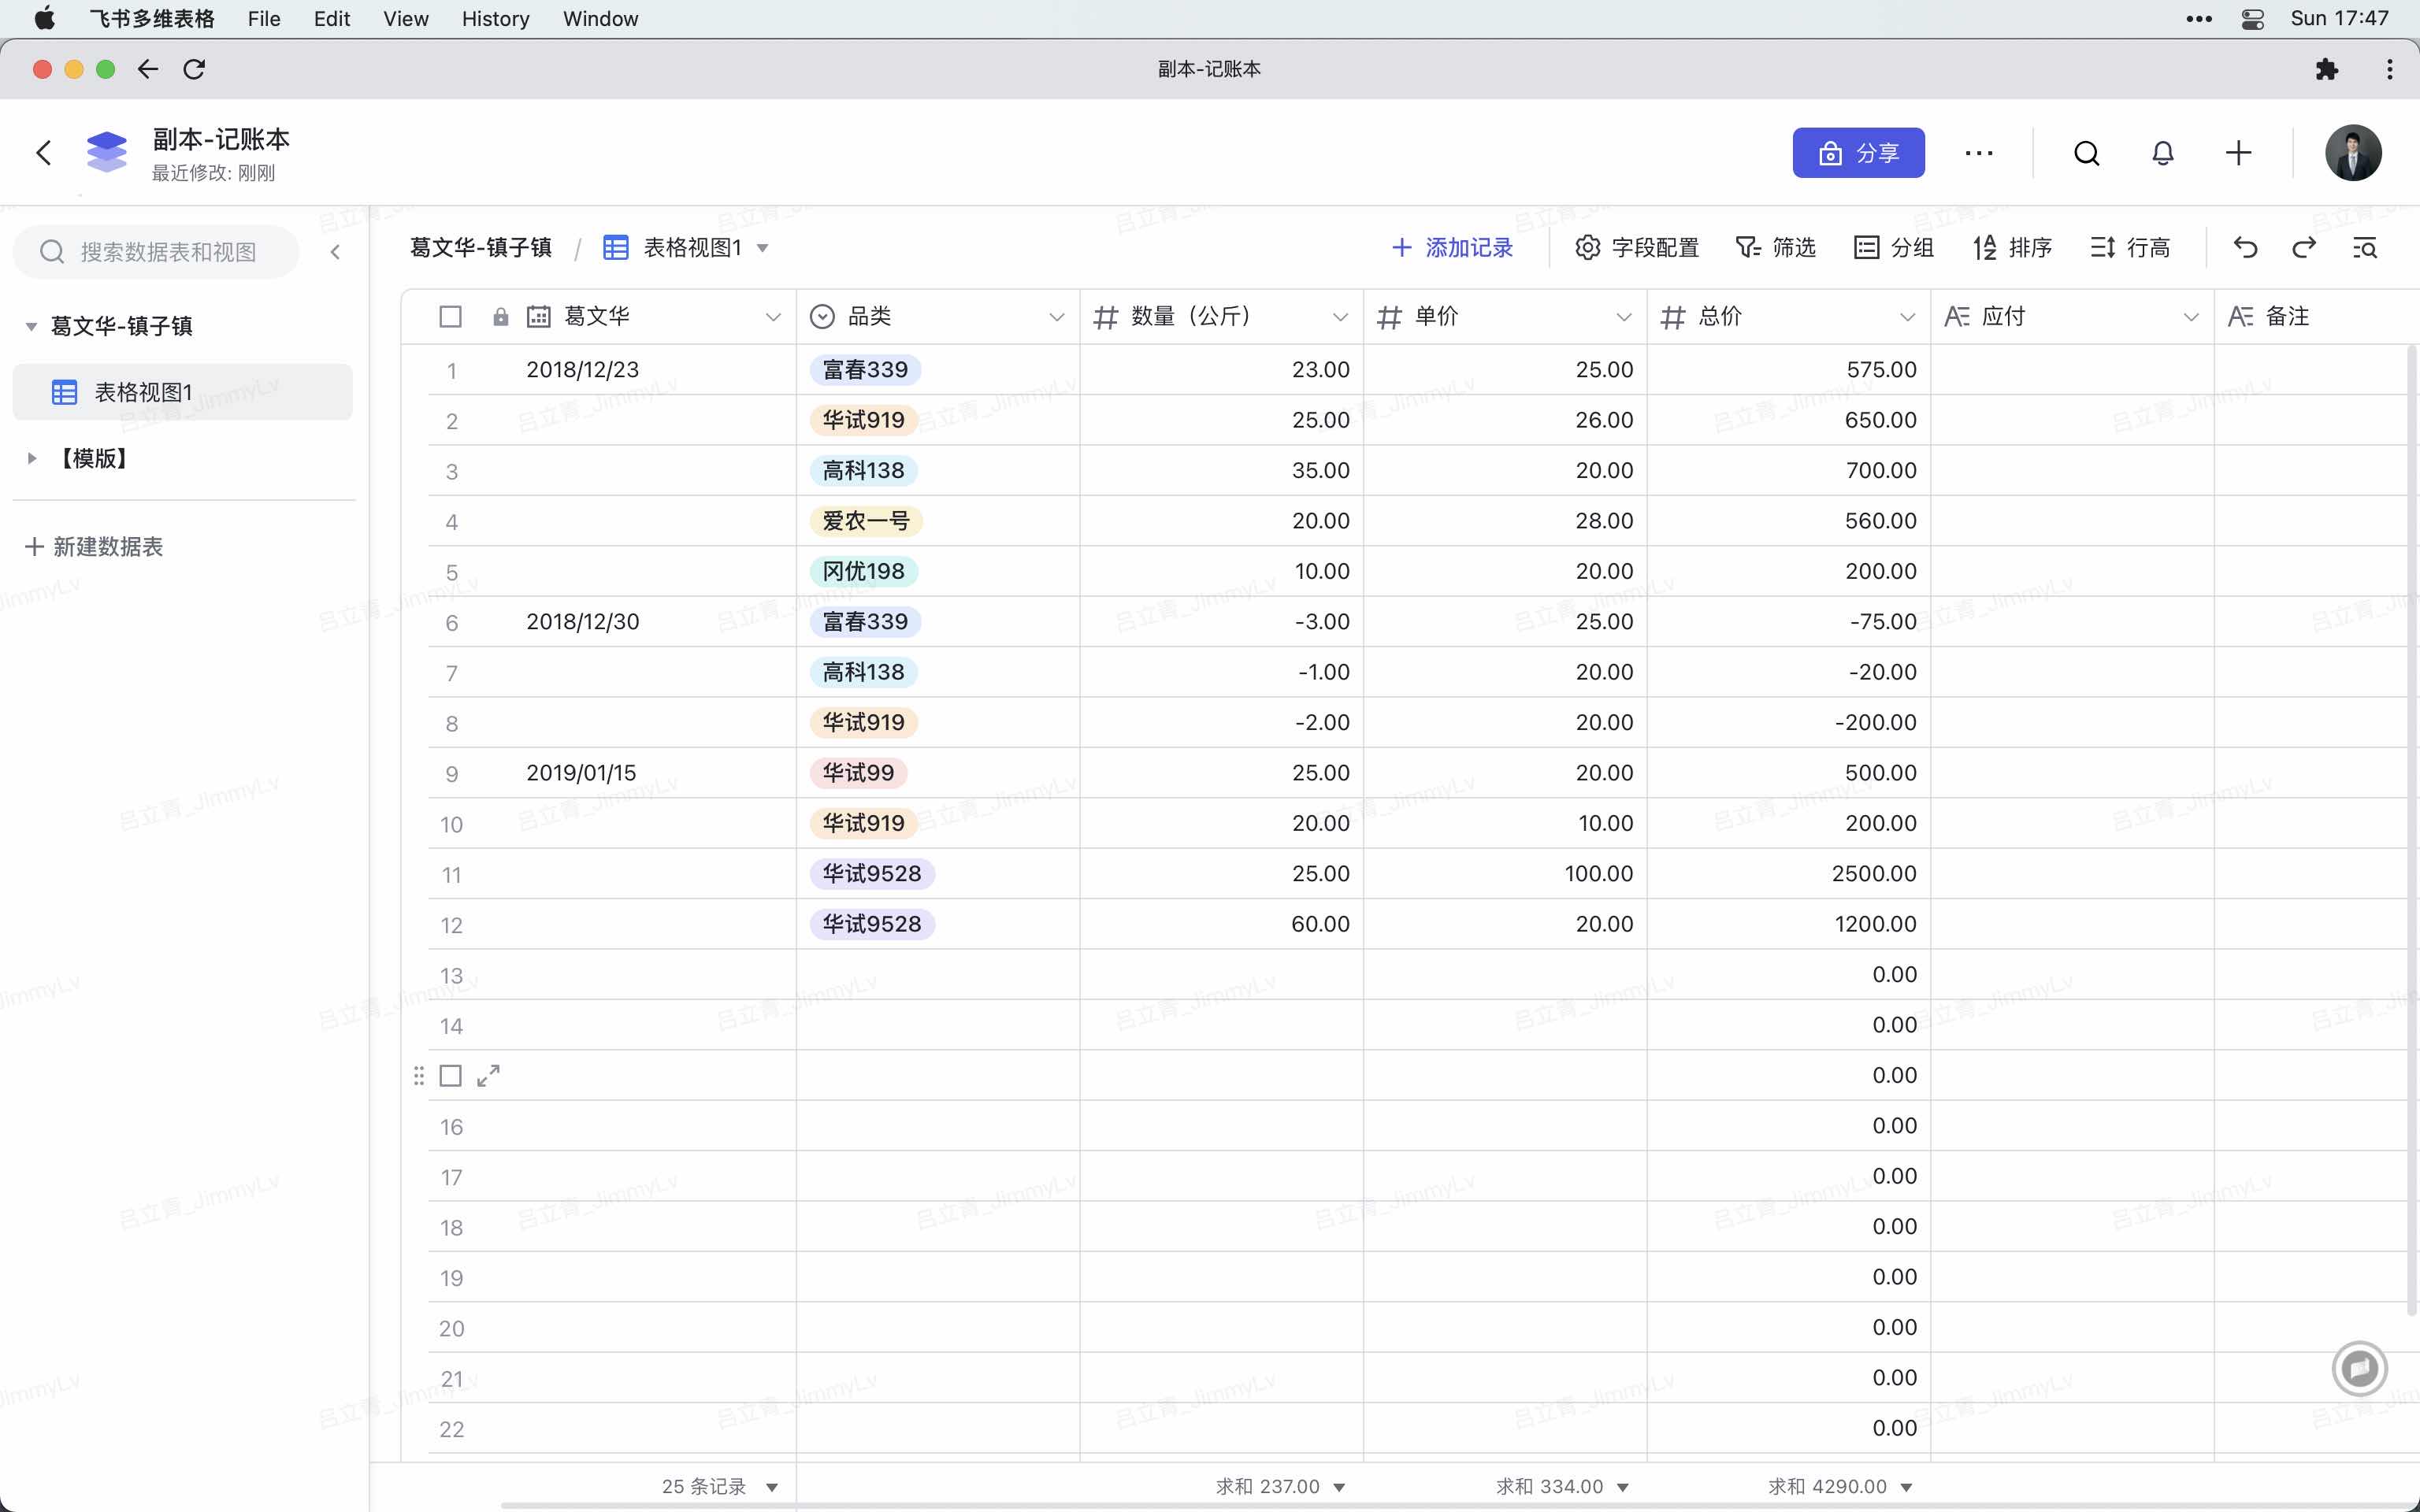 飞书多维表格 File Edit View History Window Sun 17:47
副本-记账本
副本-记账本
最近修改: 刚刚
分享
搜索数据表和视图
葛文华-镇子镇
表格视图1
【模版】
新建数据表
葛文华-镇子镇 / 表格视图1 添加记录 字段配置 筛选 分组 排序 行高
葛文华 品类 数量（公斤） 单价 总价 应付 备注
1 2018/12/23 富春339 23.00 25.00 575.00
2 华试919 25.00 26.00 650.00
3 高科138 35.00 20.00 700.00
4 爱农一号 20.00 28.00 560.00
5 冈优198 10.00 20.00 200.00
6 2018/12/30 富春339 -3.00 25.00 -75.00
7 高科138 -1.00 20.00 -20.00
8 华试919 -2.00 20.00 -200.00
9 2019/01/15 华试99 25.00 20.00 500.00
10 华试919 20.00 10.00 200.00
11 华试9528 25.00 100.00 2500.00
12 华试9528 60.00 20.00 1200.00
13 0.00
14 0.00
0.00
16 0.00
17 0.00
18 0.00
19 0.00
20 0.00
21 0.00
22 0.00
25 条记录 求和 237.00 求和 334.00 求和 4290.00
吕立青_JimmyLv